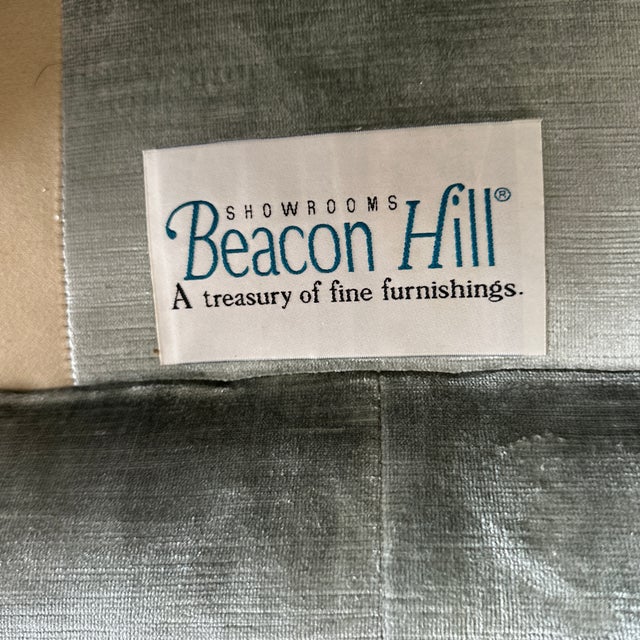 SHOWROOMS
Beacon Hill®
A treasury of fine furnishings.